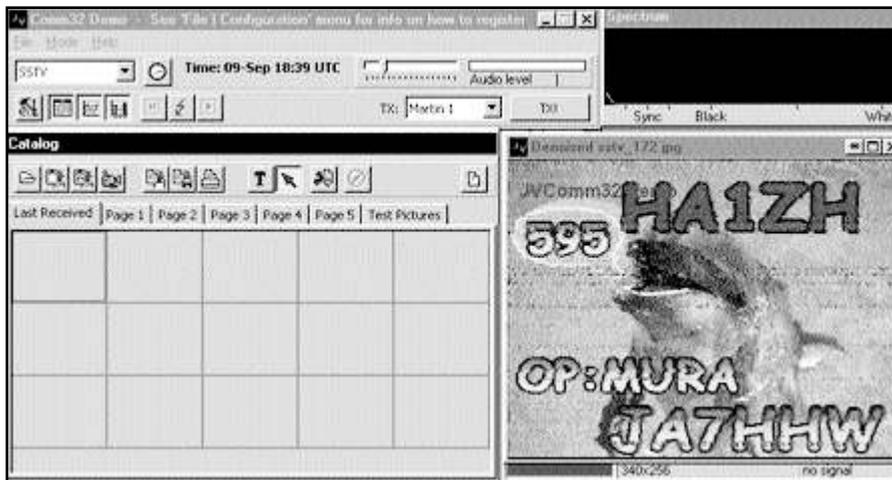 Comm32 Demo - See 'File | Configuration' menu for info on how to register
File Mode Help
SSTV
Time: 09-Sep 18:39 UTC
Audio level
TX: Martin 1
TX!
Spectrum
Sync Black White
Catalog
T
Last Received Page 1 Page 2 Page 3 Page 4 Page 5 Test Pictures
Denoised sstv_172.jpg
JVComm32
HA1ZH
595
OP:MURA
JA7HHW
340x256 no signal